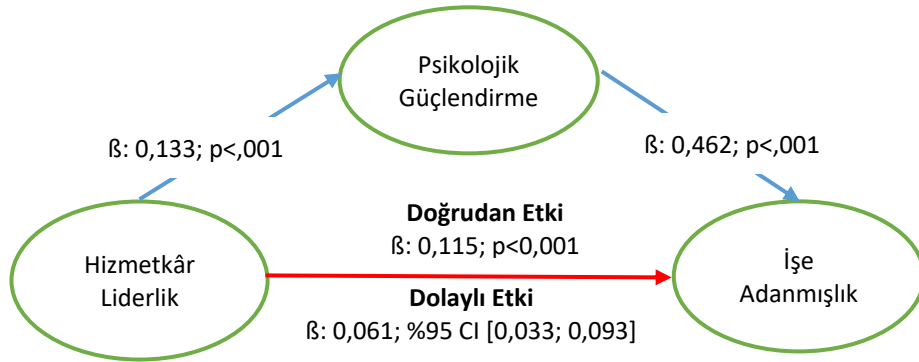 Psikolojik
Güçlendirme
ß: 0,133; p<,001
ß: 0,462; p<,001
Doğrudan Etki
ß: 0,115; p<0,001
Hizmetkâr
Liderlik
İşe
Adanmışlık
Dolaylı Etki
ß: 0,061; %95 CI [0,033; 0,093]